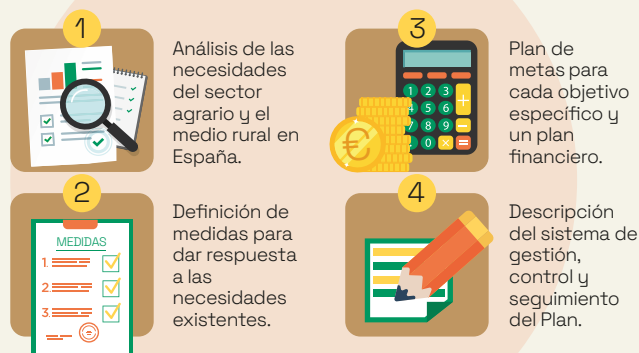 1
Análisis de las
necesidades
del sector
agrario y el
medio rural en
España.
2
MEDIDAS
1.
2.
3.
Definición de
medidas para
dar respuesta
a las
necesidades
existentes.
3
1 2 3 +
4 5 6
7 8 9 -
0 x =
€
Plan de
metas para
cada objetivo
específico y
un plan
financiero.
4
Descripción
del sistema de
gestión,
control y
seguimiento
del Plan.